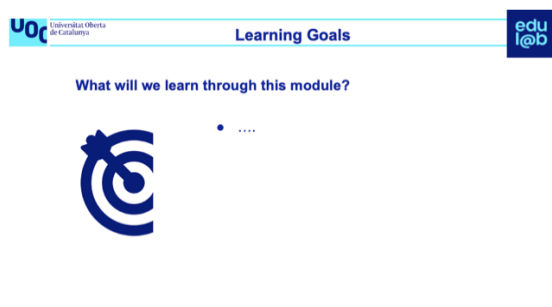 UOC
Universitat Oberta
de Catalunya
Learning Goals
edu
l@b
What will we learn through this module?
• ....